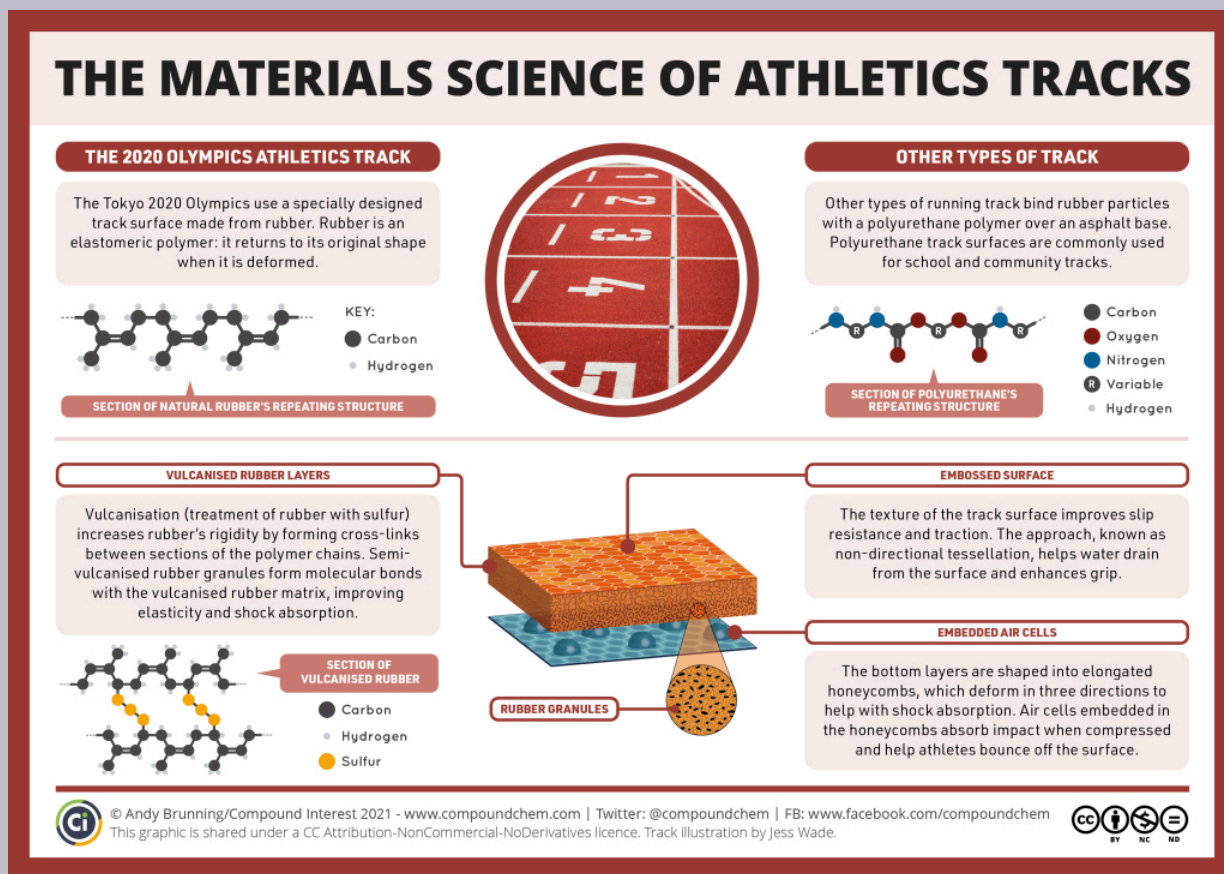 THE MATERIALS SCIENCE OF ATHLETICS TRACKS
THE 2020 OLYMPICS ATHLETICS TRACK
The Tokyo 2020 Olympics use a specially designed
track surface made from rubber. Rubber is an
elastomeric polymer: it returns to its original shape
when it is deformed.
KEY:
Carbon
Hydrogen
SECTION OF NATURAL RUBBER'S REPEATING STRUCTURE
1
2
3
4
5
OTHER TYPES OF TRACK
Other types of running track bind rubber particles
with a polyurethane polymer over an asphalt base.
Polyurethane track surfaces are commonly used
for school and community tracks.
R R R
Carbon
Oxygen
Nitrogen
R Variable
Hydrogen
SECTION OF POLYURETHANE'S
REPEATING STRUCTURE
VULCANISED RUBBER LAYERS
Vulcanisation (treatment of rubber with sulfur)
increases rubber's rigidity by forming cross-links
between sections of the polymer chains. Semi-
vulcanised rubber granules form molecular bonds
with the vulcanised rubber matrix, improving
elasticity and shock absorption.
SECTION OF
VULCANISED RUBBER
Carbon
Hydrogen
Sulfur
RUBBER GRANULES
EMBOSSED SURFACE
The texture of the track surface improves slip
resistance and traction. The approach, known as
non-directional tessellation, helps water drain
from the surface and enhances grip.
EMBEDDED AIR CELLS
The bottom layers are shaped into elongated
honeycombs, which deform in three directions to
help with shock absorption. Air cells embedded in
the honeycombs absorb impact when compressed
and help athletes bounce off the surface.
Ci
© Andy Brunning/Compound Interest 2021 - www.compoundchem.com | Twitter: @compoundchem | FB: www.facebook.com/compoundchem
This graphic is shared under a CC Attribution-NonCommercial-NoDerivatives licence. Track illustration by Jess Wade.
cc
BY NC ND